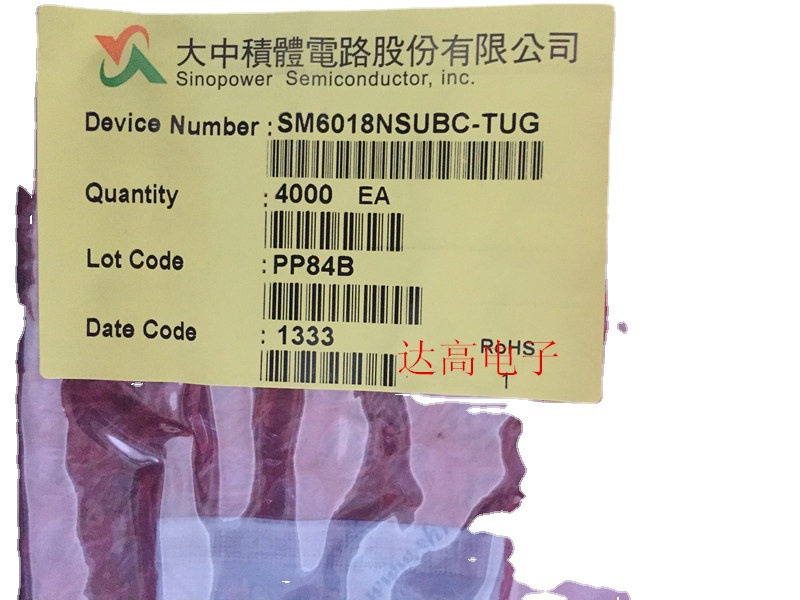 大中積體電路股份有限公司
Sinopower Semiconductor, inc.
Device Number : SM6018NSUBC-TUG
Quantity : 4000 EA
Lot Code : PP84B
Date Code : 1333
RoHS
达高电子
T